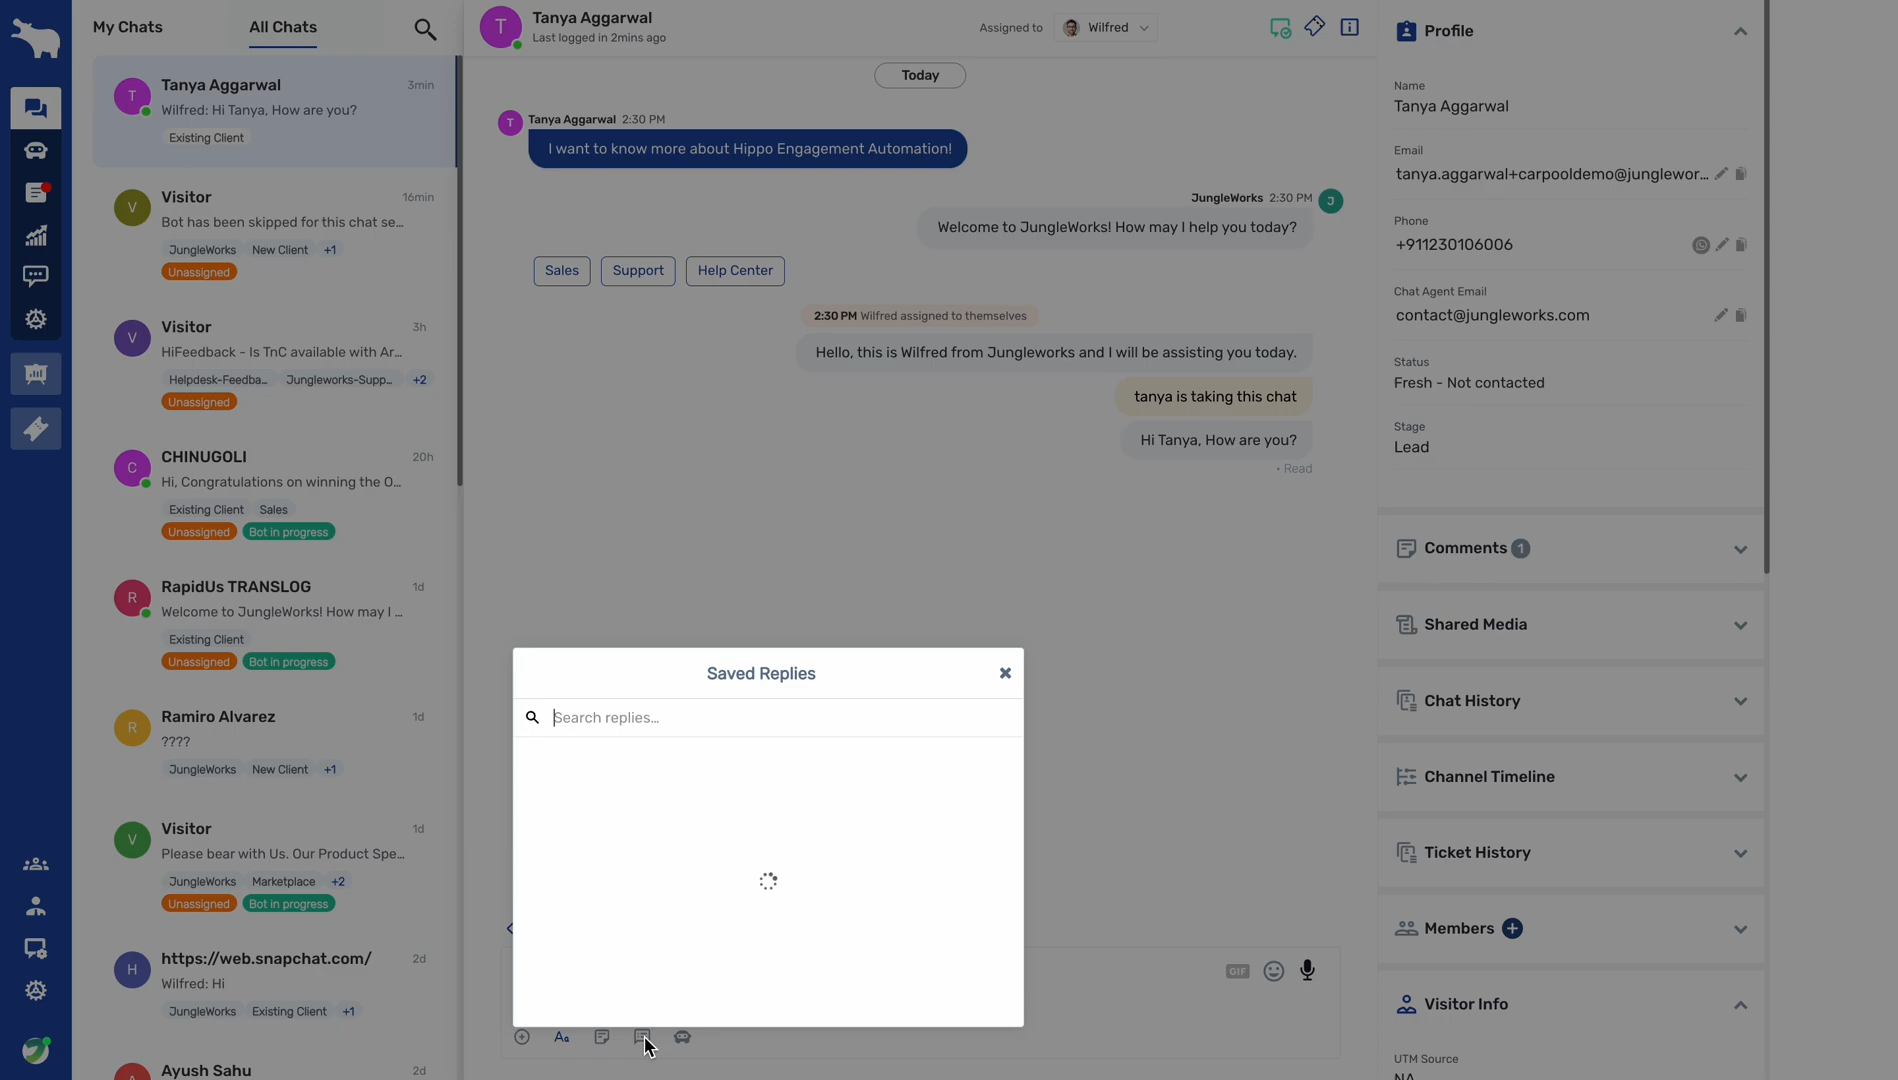 My Chats
All Chats
T
Tanya Aggarwal
3min
Wilfred: Hi Tanya, How are you?
Existing Client
V
Visitor
16min
Bot has been skipped for this chat se...
JungleWorks New Client +1
Unassigned
V
Visitor
3h
HiFeedback - Is TnC available with Ar...
Helpdesk-Feedba... Jungleworks-Supp... +2
Unassigned
C
CHINUGOLI
20h
Hi, Congratulations on winning the O...
Existing Client Sales
Unassigned Bot in progress
R
RapidUs TRANSLOG
1d
Welcome to JungleWorks! How may I ...
Existing Client
Unassigned Bot in progress
R
Ramiro Alvarez
1d
????
JungleWorks New Client +1
V
Visitor
1d
Please bear with Us. Our Product Spe...
JungleWorks Marketplace +2
Unassigned Bot in progress
H
https://web.snapchat.com/
2d
Wilfred: Hi
JungleWorks Existing Client +1
A
Ayush Sahu
2d
T
Tanya Aggarwal
Last logged in 2mins ago
Assigned to
Wilfred
Today
T
Tanya Aggarwal 2:30 PM
I want to know more about Hippo Engagement Automation!
JungleWorks 2:30 PM
J
Welcome to JungleWorks! How may I help you today?
Sales Support Help Center
2:30 PM Wilfred assigned to themselves
Hello, this is Wilfred from Jungleworks and I will be assisting you today.
tanya is taking this chat
Hi Tanya, How are you?
• Read
Saved Replies
Search replies...
GIF
Aa
Profile
Name
Tanya Aggarwal
Email
tanya.aggarwal+carpooldemo@junglewor...
Phone
+911230106006
Chat Agent Email
contact@jungleworks.com
Status
Fresh - Not contacted
Stage
Lead
Comments 1
Shared Media
Chat History
Channel Timeline
Ticket History
Members
Visitor Info
UTM Source
NA